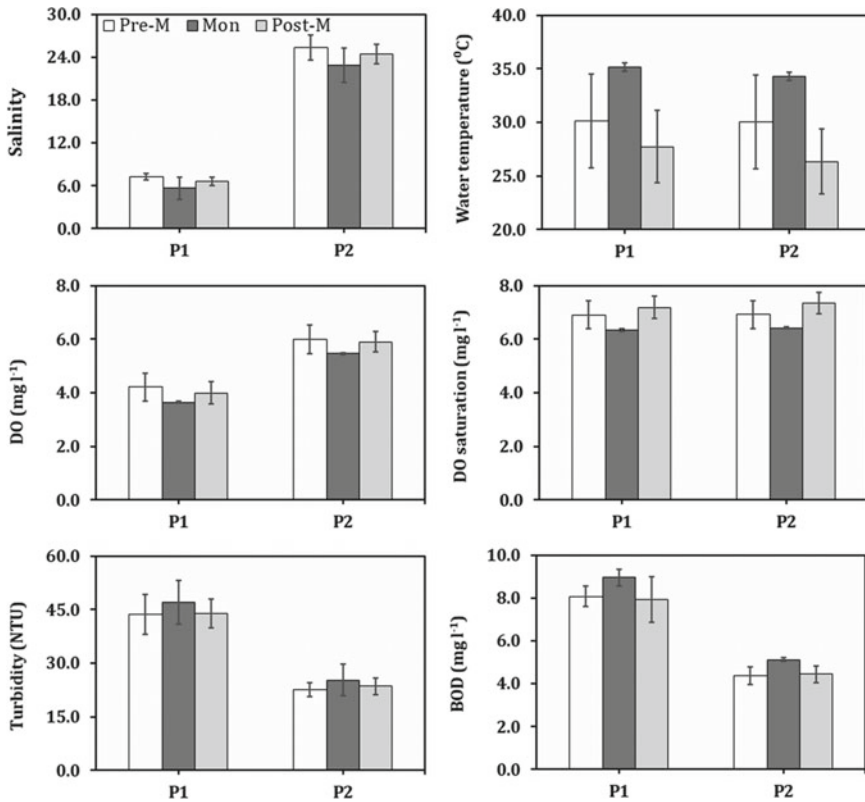 30.0
24.0
18.0
12.0
6.0
0.0
Salinity
Pre-M Mon Post-M
P1 P2
40.0
35.0
30.0
25.0
20.0
Water temperature (⁰C)
P1 P2
8.0
6.0
4.0
2.0
0.0
DO (mg l⁻¹)
P1 P2
8.0
6.0
4.0
2.0
0.0
DO saturation (mg l⁻¹)
P1 P2
60.0
45.0
30.0
15.0
0.0
Turbidity (NTU)
P1 P2
10.0
8.0
6.0
4.0
2.0
0.0
BOD (mg l⁻¹)
P1 P2